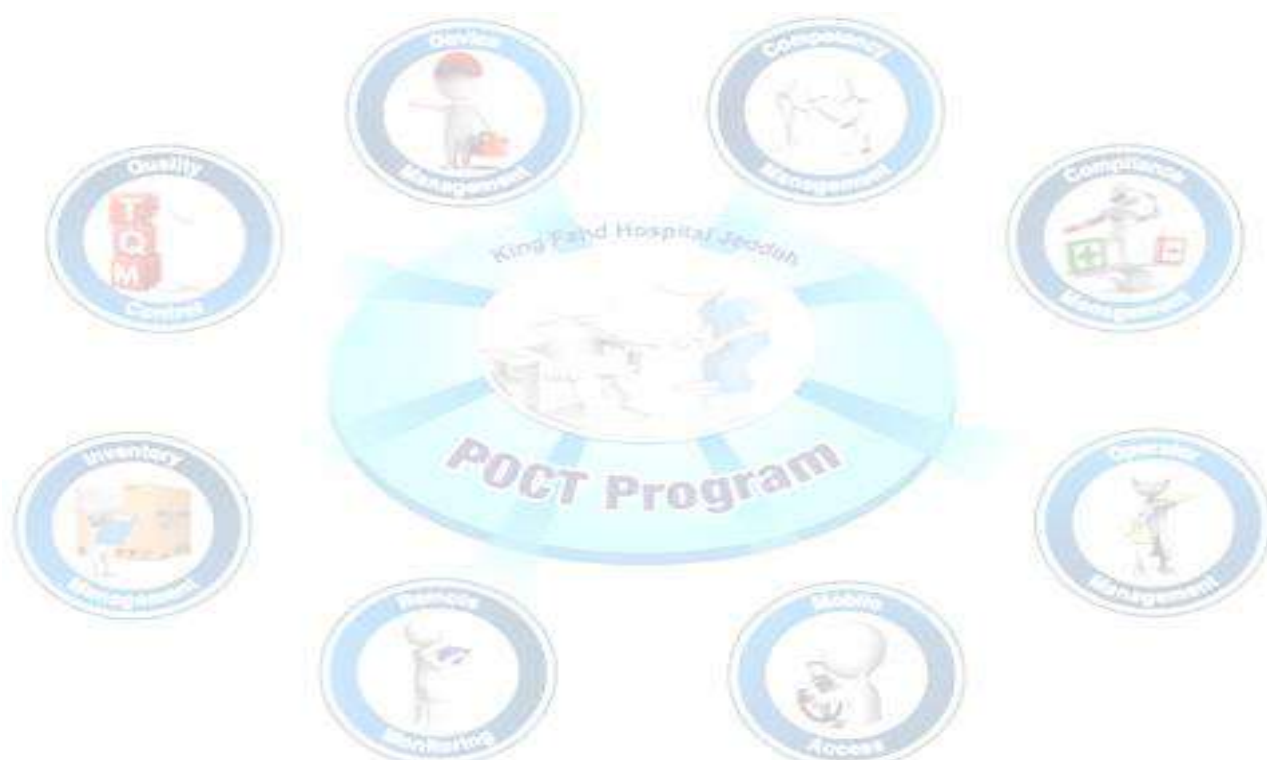 Device
Management
Competency
Management
Quality
Control
TQM
Compliance
Management
King Fahd Hospital Jeddah
POCT Program
Inventory
Management
Operator
Management
Remote
Monitoring
Mobile
Access